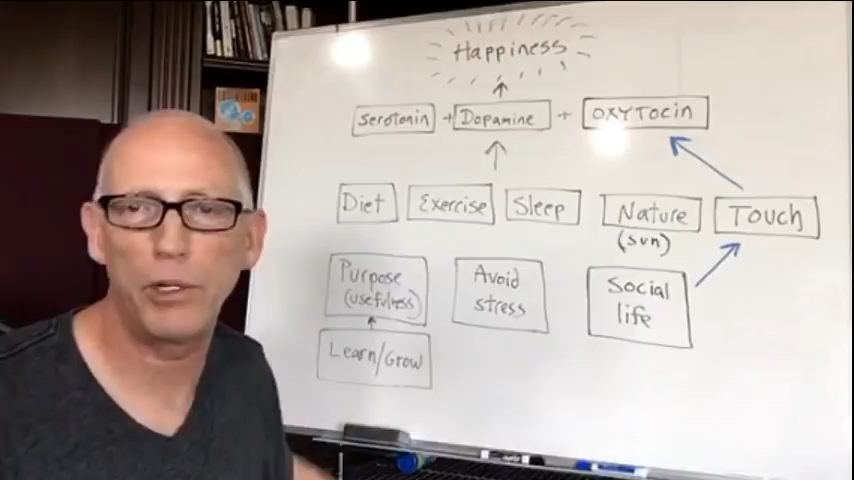 Happiness
Serotonin + Dopamine + OXYTOCIN
Diet Exercise Sleep Nature (sun) Touch
Purpose (usefulness)
Avoid stress
Social life
Learn/Grow